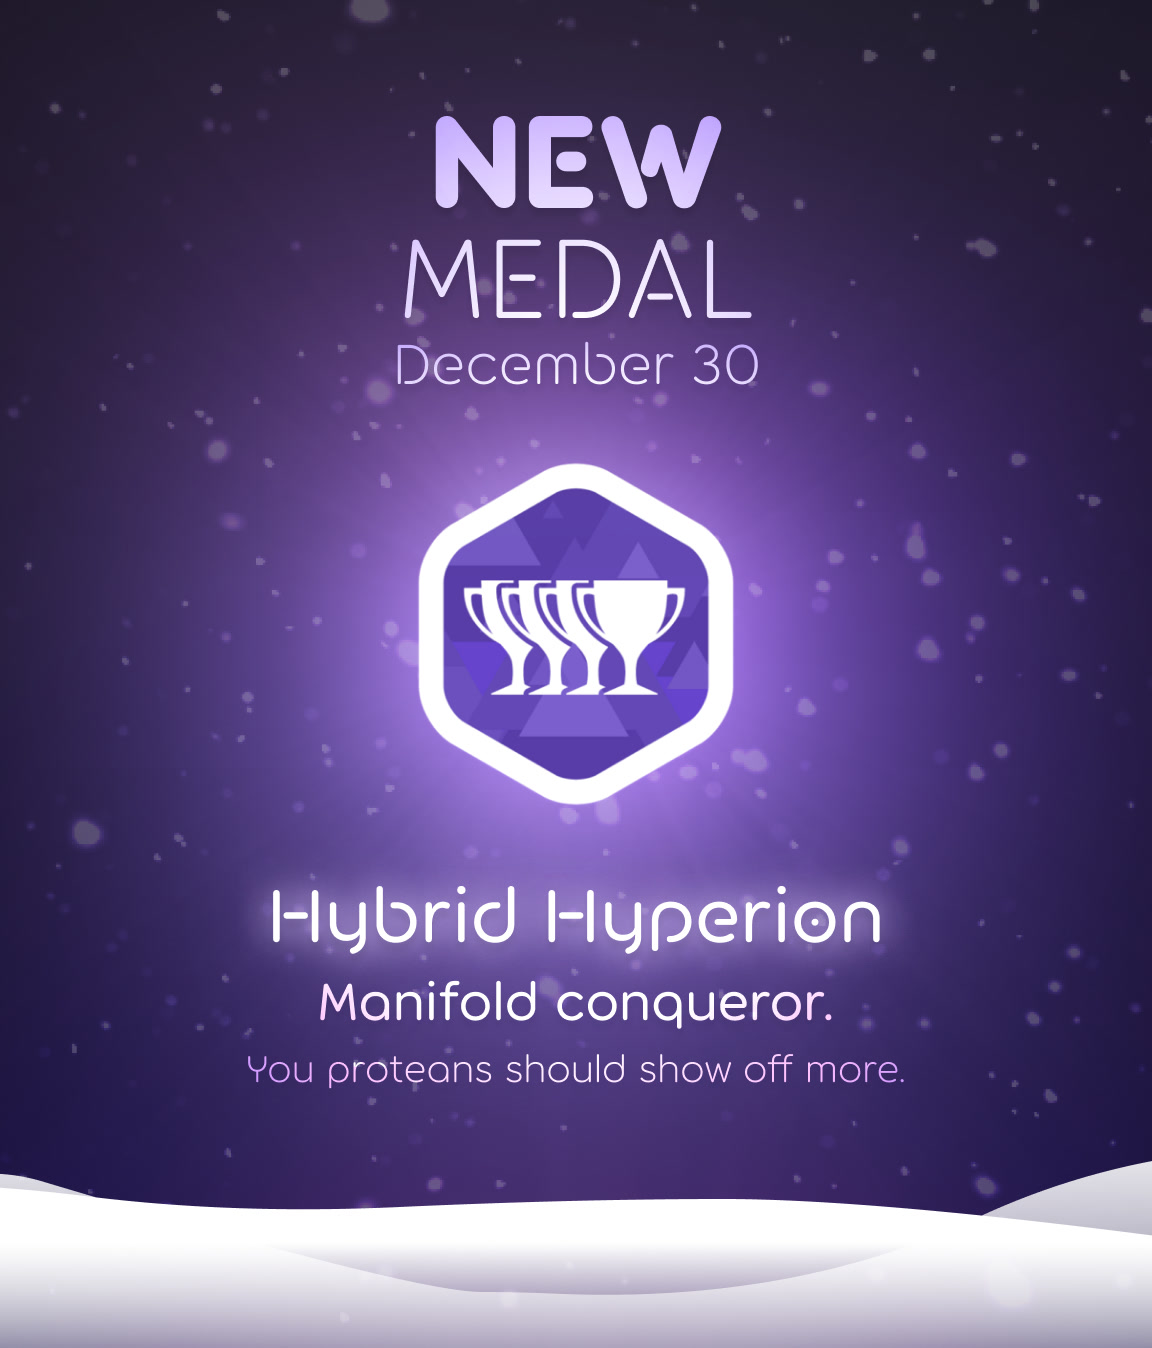 NEW
MEDAL
December 30
Hybrid Hyperion
Manifold conqueror.
You proteans should show off more.